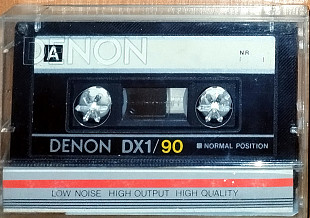 DENON
A
NR
DENON DX1/90 NORMAL POSITION
LOW NOISE HIGH OUTPUT HIGH QUALITY